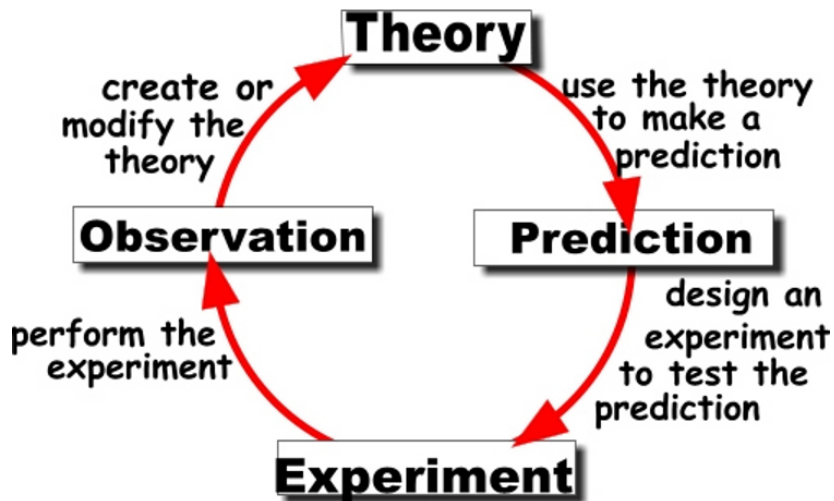 Theory
use the theory
to make a
prediction
Prediction
design an
experiment
to test the
prediction
Experiment
perform the
experiment
Observation
create or
modify the
theory